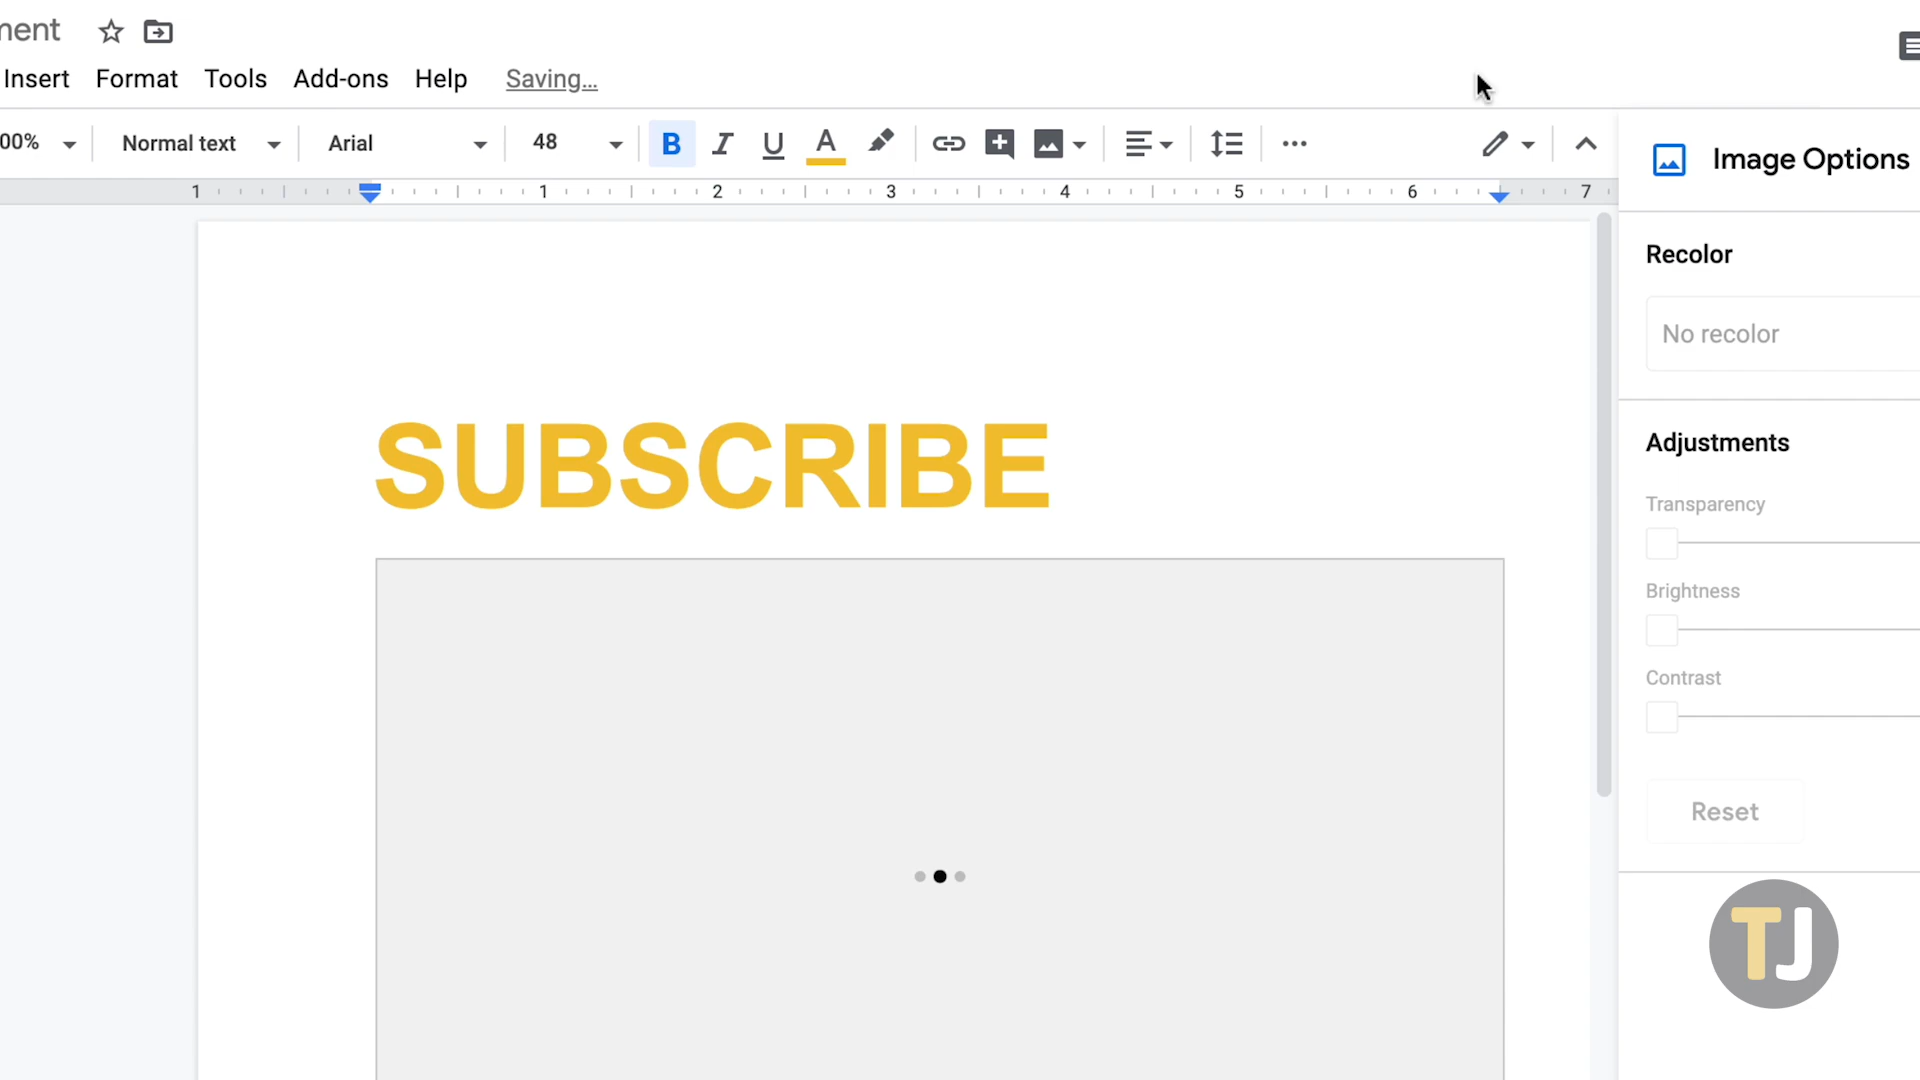 ment
Insert Format Tools Add-ons Help Saving...
00% Normal text Arial 48 B I U A
1 1 2 3 4 5 6 7
Image Options
Recolor
No recolor
SUBSCRIBE
Adjustments
Transparency
Brightness
Contrast
Reset
TJ